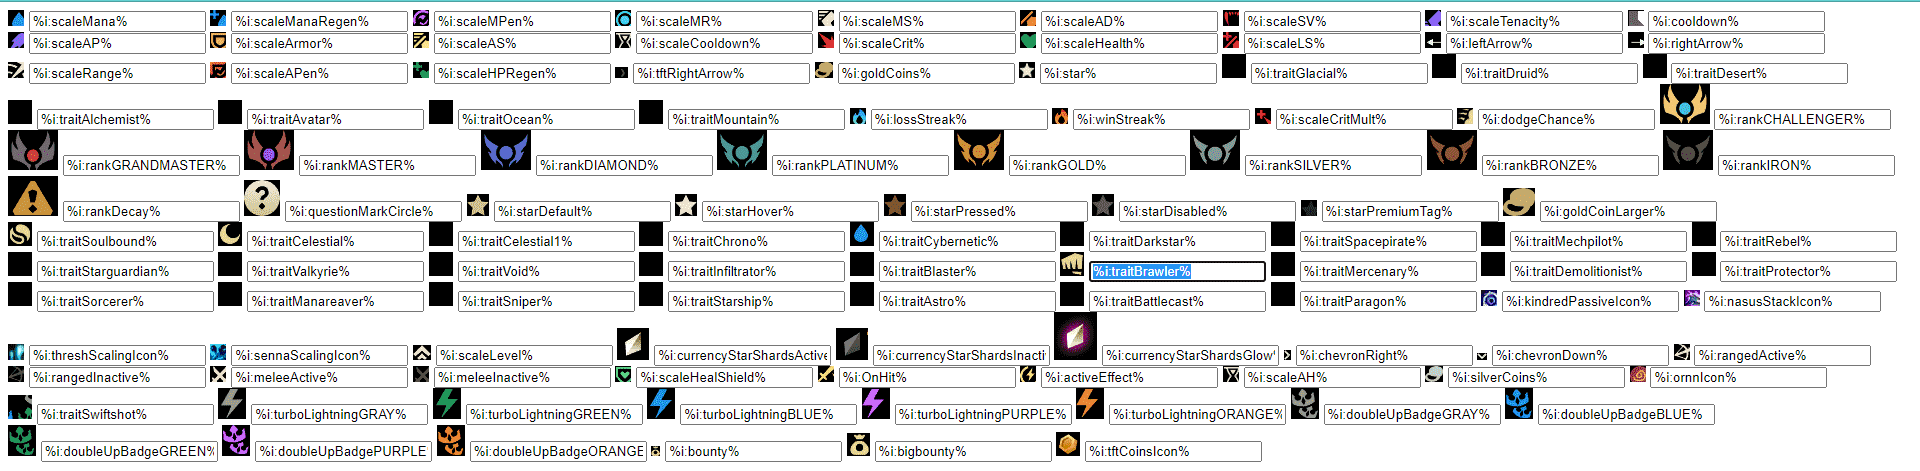 %i:scaleMana% %i:scaleManaRegen% %i:scaleMPen% %i:scaleMR% %i:scaleMS% %i:scaleAD% %i:scaleSV% %i:scaleTenacity% %i:cooldown%
%i:scaleAP% %i:scaleArmor% %i:scaleAS% %i:scaleCooldown% %i:scaleCrit% %i:scaleHealth% %i:scaleLS% %i:leftArrow% %i:rightArrow%
%i:scaleRange% %i:scaleAPen% %i:scaleHPRegen% %i:tftRightArrow% %i:goldCoins% %i:star% %i:traitGlacial% %i:traitDruid% %i:traitDesert%
%i:traitAlchemist% %i:traitAvatar% %i:traitOcean% %i:traitMountain% %i:lossStreak% %i:winStreak% %i:scaleCritMult% %i:dodgeChance% %i:rankCHALLENGER%
%i:rankGRANDMASTER% %i:rankMASTER% %i:rankDIAMOND% %i:rankPLATINUM% %i:rankGOLD% %i:rankSILVER% %i:rankBRONZE% %i:rankIRON%
%i:rankDecay% %i:questionMarkCircle% %i:starDefault% %i:starHover% %i:starPressed% %i:starDisabled% %i:starPremiumTag% %i:goldCoinLarger%
%i:traitSoulbound% %i:traitCelestial% %i:traitCelestial1% %i:traitChrono% %i:traitCybernetic% %i:traitDarkstar% %i:traitSpacepirate% %i:traitMechpilot% %i:traitRebel%
%i:traitStarguardian% %i:traitValkyrie% %i:traitVoid% %i:traitInfiltrator% %i:traitBlaster% %i:traitBrawler% %i:traitMercenary% %i:traitDemolitionist% %i:traitProtector%
%i:traitSorcerer% %i:traitManareaver% %i:traitSniper% %i:traitStarship% %i:traitAstro% %i:traitBattlecast% %i:traitParagon% %i:kindredPassiveIcon% %i:nasusStackIcon%
%i:threshScalingIcon% %i:sennaScalingIcon% %i:scaleLevel% %i:currencyStarShardsActive %i:currencyStarShardsInacti %i:currencyStarShardsGlow% %i:chevronRight% %i:chevronDown% %i:rangedActive%
%i:rangedInactive% %i:meleeActive% %i:meleeInactive% %i:scaleHealShield% %i:OnHit% %i:activeEffect% %i:scaleAH% %i:silverCoins% %i:ornnIcon%
%i:traitSwiftshot% %i:turboLightningGRAY% %i:turboLightningGREEN% %i:turboLightningBLUE% %i:turboLightningPURPLE% %i:turboLightningORANGE% %i:doubleUpBadgeGRAY% %i:doubleUpBadgeBLUE%
%i:doubleUpBadgeGREEN% %i:doubleUpBadgePURPLE %i:doubleUpBadgeORANGE %i:bounty% %i:bigbounty% %i:tftCoinsIcon%